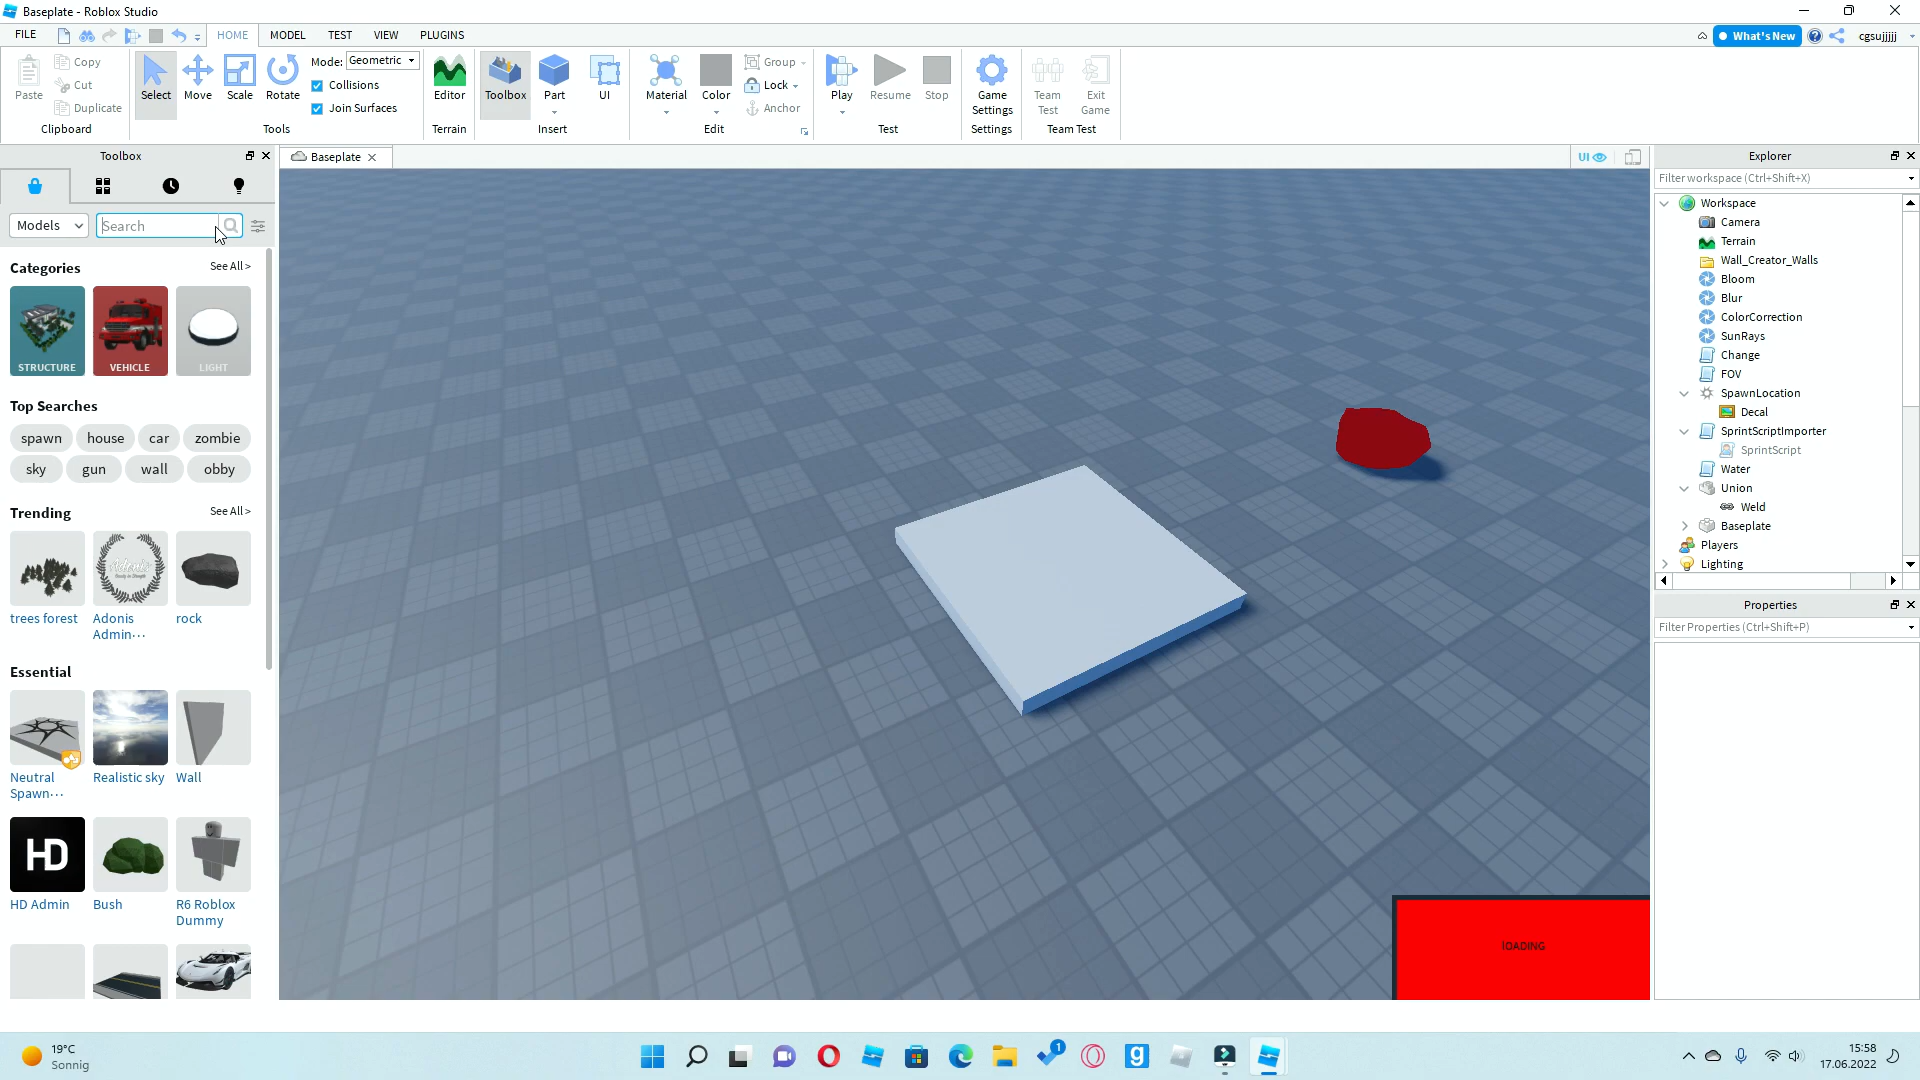 Baseplate - Roblox Studio
FILE
HOME
MODEL
TEST
VIEW
PLUGINS
What's New
cgsujjjjj
Paste
Copy
Cut
Duplicate
Clipboard
Select
Move
Scale
Rotate
Mode: Geometric
Collisions
Join Surfaces
Tools
Editor
Terrain
Toolbox
Part
UI
Insert
Material
Color
Group
Lock
Anchor
Edit
Play
Resume
Stop
Test
Game
Settings
Settings
Team
Test
Exit
Game
Team Test
Toolbox
Models
Search
Categories
See All >
STRUCTURE
VEHICLE
LIGHT
Top Searches
spawn
house
car
zombie
sky
gun
wall
obby
Trending
See All >
trees forest
Adonis
Admin...
rock
Essential
Neutral
Spawn...
Realistic sky
Wall
HD
HD Admin
Bush
R6 Roblox
Dummy
Baseplate
UI
lOADING
Explorer
Filter workspace (Ctrl+Shift+X)
Workspace
Camera
Terrain
Wall_Creator_Walls
Bloom
Blur
ColorCorrection
SunRays
Change
FOV
SpawnLocation
Decal
SprintScriptImporter
SprintScript
Water
Union
Weld
Baseplate
Players
Lighting
Properties
Filter Properties (Ctrl+Shift+P)
19°C
Sonnig
1
15:58
17.06.2022